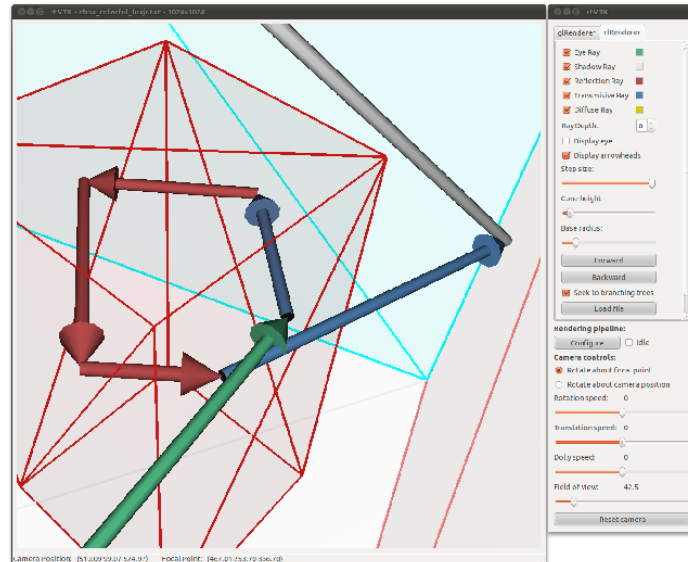 rtVTK
glRenderer clRenderer
Eye Ray
Shadow Ray
Reflection Ray
Transmissive Ray
Diffuse Ray
Ray Depth:
Display eye
Display arrowheads
Step size:
Cone height:
Base radius:
Forward
Backward
Seek to branching trees
Load file
Rendering pipeline:
Configure Idle
Camera controls:
Rotate about focal point
Rotate about camera position
Rotation speed: 0
Translation speed: 0
Dolly speed: 0
Field of view: 42.5
Reset camera
Camera Position: Focal Point: